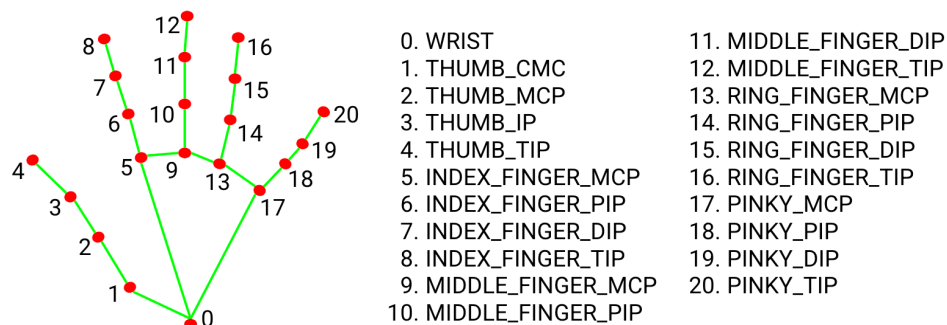 12
16
8
11
7
15
10
6
14
20
19
4
5
9
13
18
3
17
2
1
0
0. WRIST
1. THUMB_CMC
2. THUMB_MCP
3. THUMB_IP
4. THUMB_TIP
5. INDEX_FINGER_MCP
6. INDEX_FINGER_PIP
7. INDEX_FINGER_DIP
8. INDEX_FINGER_TIP
9. MIDDLE_FINGER_MCP
10. MIDDLE_FINGER_PIP
11. MIDDLE_FINGER_DIP
12. MIDDLE_FINGER_TIP
13. RING_FINGER_MCP
14. RING_FINGER_PIP
15. RING_FINGER_DIP
16. RING_FINGER_TIP
17. PINKY_MCP
18. PINKY_PIP
19. PINKY_DIP
20. PINKY_TIP